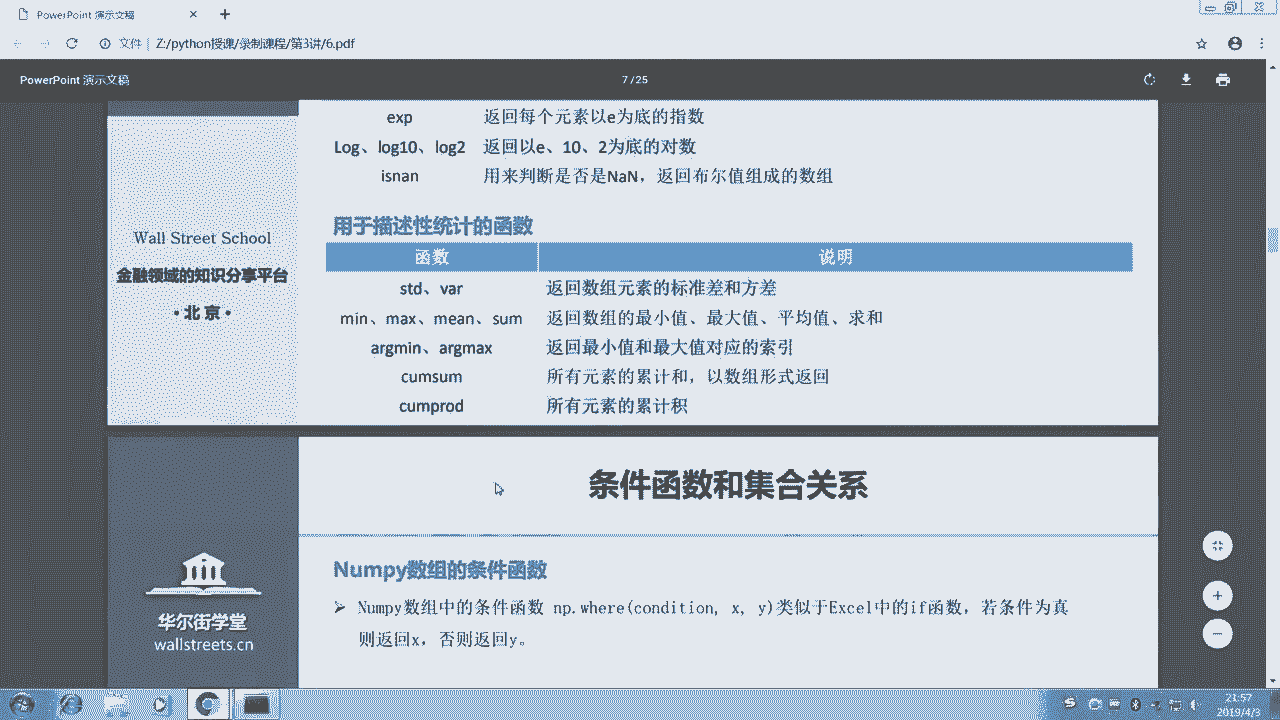 PowerPoint 演示文稿
文件 | Z:/python授课/录制课程/第3讲/6.pdf
PowerPoint 演示文稿
7 / 25
exp 返回每个元素以e为底的指数
Log、log10、log2 返回以e、10、2为底的对数
isnan 用来判断是否是NaN，返回布尔值组成的数组
用于描述性统计的函数
函数 说明
std、var 返回数组元素的标准差和方差
min、max、mean、sum 返回数组的最小值、最大值、平均值、求和
argmin、argmax 返回最小值和最大值对应的索引
cumsum 所有元素的累计和，以数组形式返回
cumprod 所有元素的累计积
Wall Street School
金融领域的知识分享平台
• 北 京 •
条件函数和集合关系
Numpy数组的条件函数
Numpy数组中的条件函数 np.where(condition, x, y)类似于Excel中的if函数，若条件为真
则返回x，否则返回y。
华尔街学堂
wallstreets.cn
21:57
2019/4/3